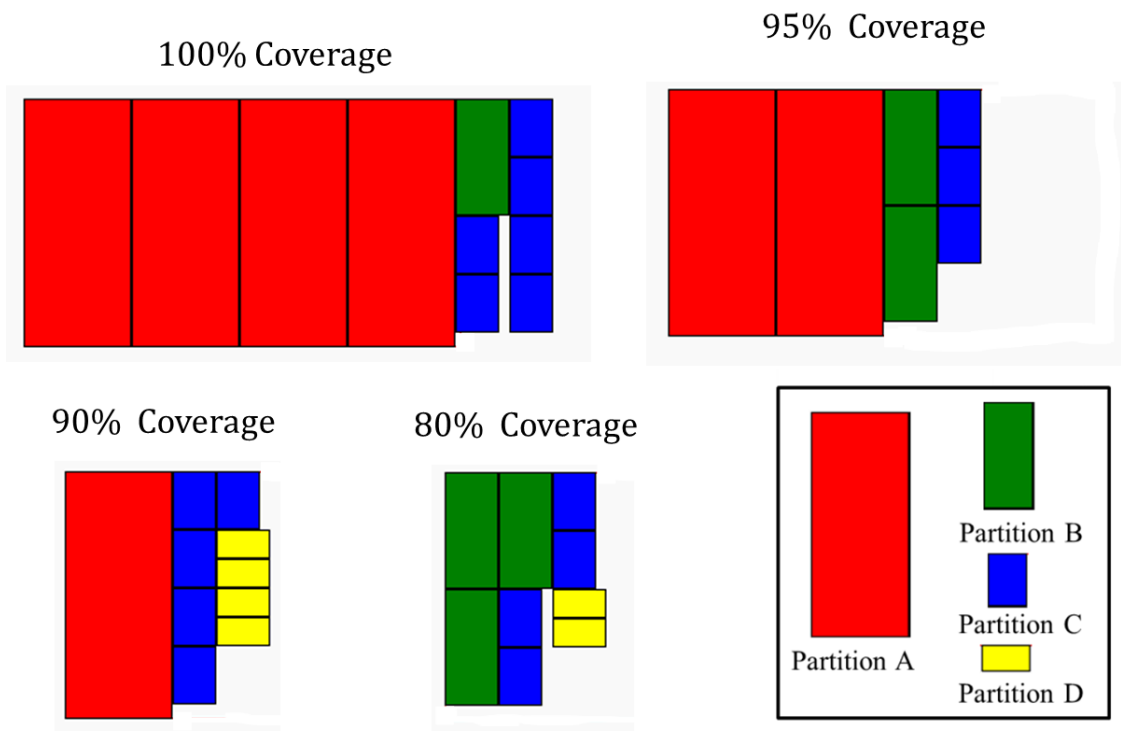 100% Coverage
95% Coverage
90% Coverage
80% Coverage
Partition A
Partition B
Partition C
Partition D